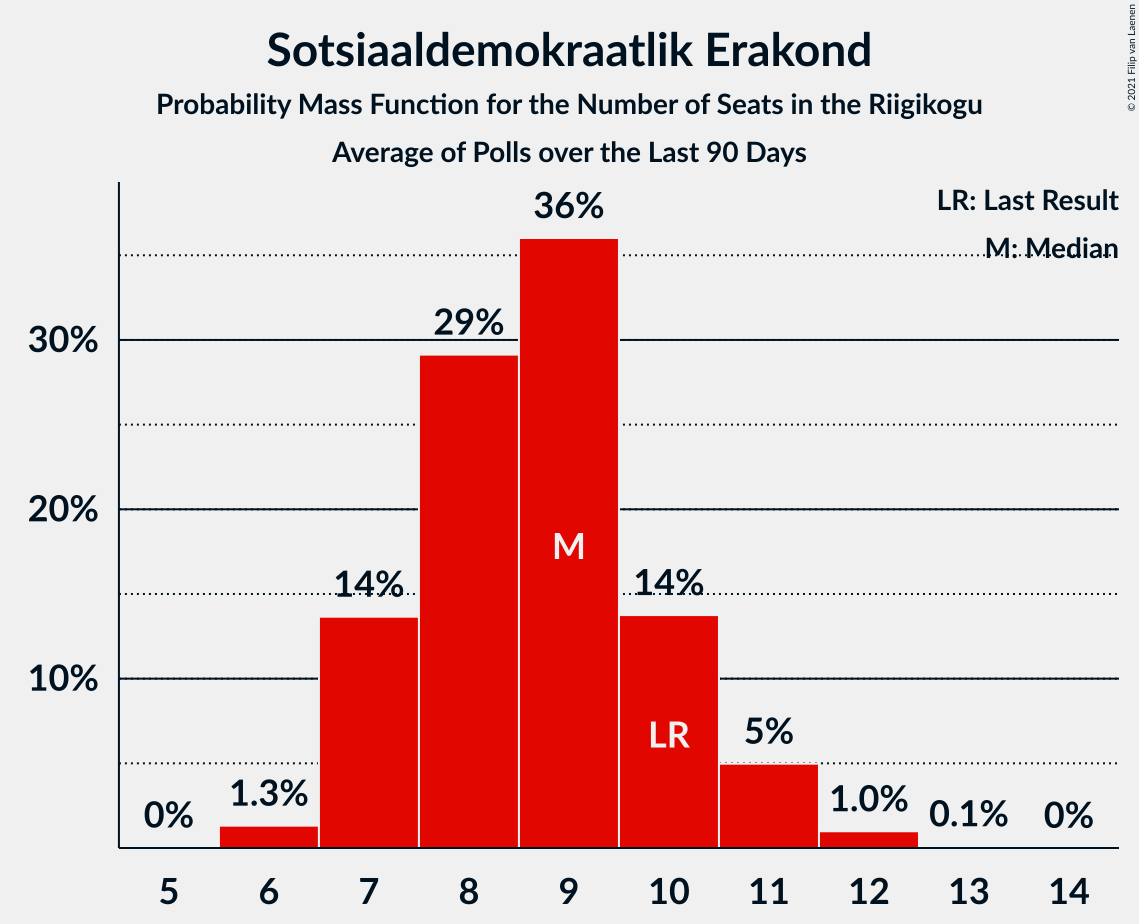 Sotsiaaldemokraatlik Erakond
Probability Mass Function for the Number of Seats in the Riigikogu
Average of Polls over the Last 90 Days
© 2021 Filip van Laenen
LR: Last Result
M: Median
36%
29%
30%
20%
M
14%
14%
10%
LR
5%
1.3%
1.0%
0%
0.1%
0%
5 6 7 8 9 10 11 12 13 14